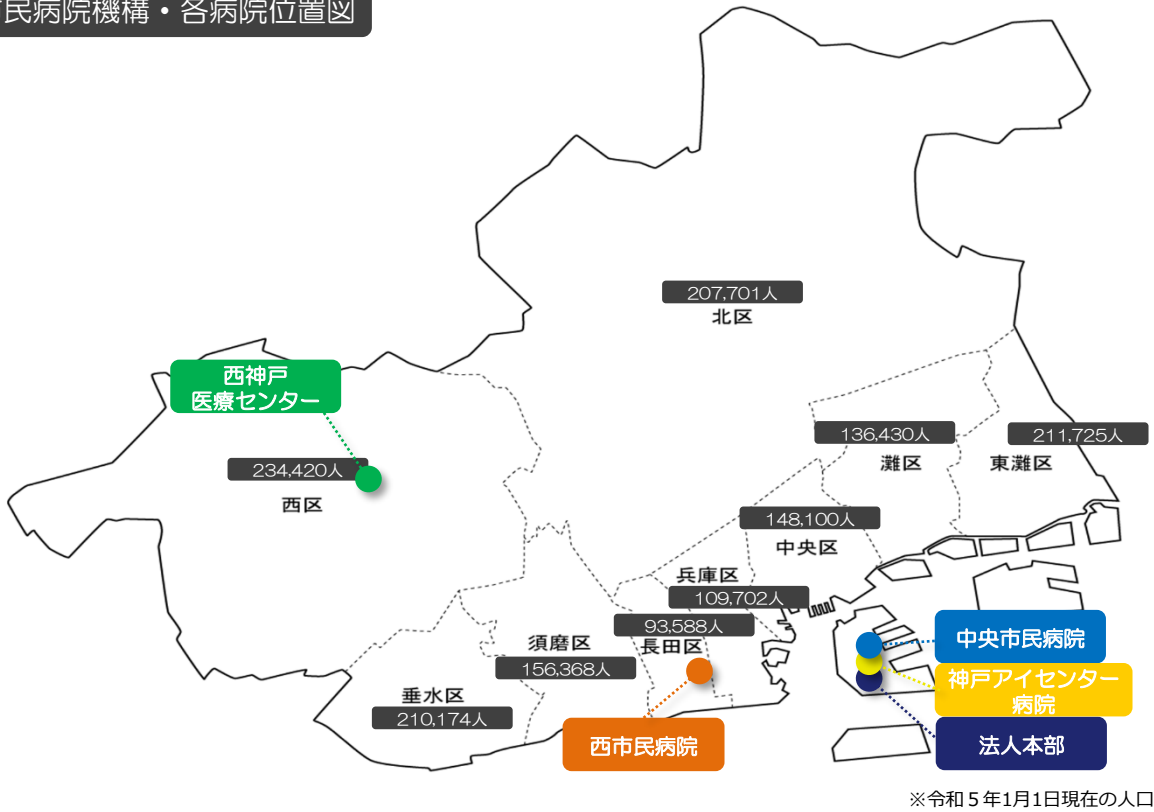 市民病院機構・各病院位置図
207,701人
北区
西神戸
医療センター
136,430人
灘区
211,725人
東灘区
234,420人
西区
148,100人
中央区
兵庫区
109,702人
93,588人
長田区
須磨区
156,368人
垂水区
210,174人
中央市民病院
神戸アイセンター
病院
西市民病院
法人本部
※令和5年1月1日現在の人口